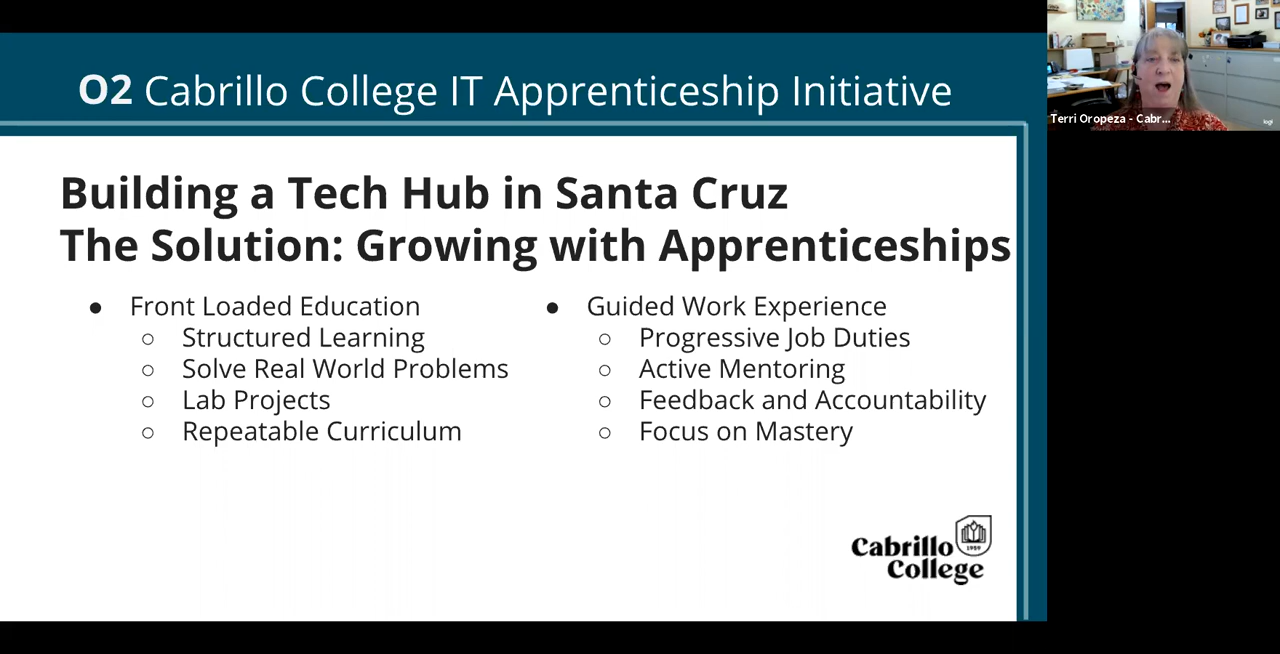 O2 Cabrillo College IT Apprenticeship Initiative
Terri Oropeza - Cabr...
logi
Building a Tech Hub in Santa Cruz
The Solution: Growing with Apprenticeships
● Front Loaded Education
○ Structured Learning
○ Solve Real World Problems
○ Lab Projects
○ Repeatable Curriculum
● Guided Work Experience
○ Progressive Job Duties
○ Active Mentoring
○ Feedback and Accountability
○ Focus on Mastery
1959
Cabrillo
College